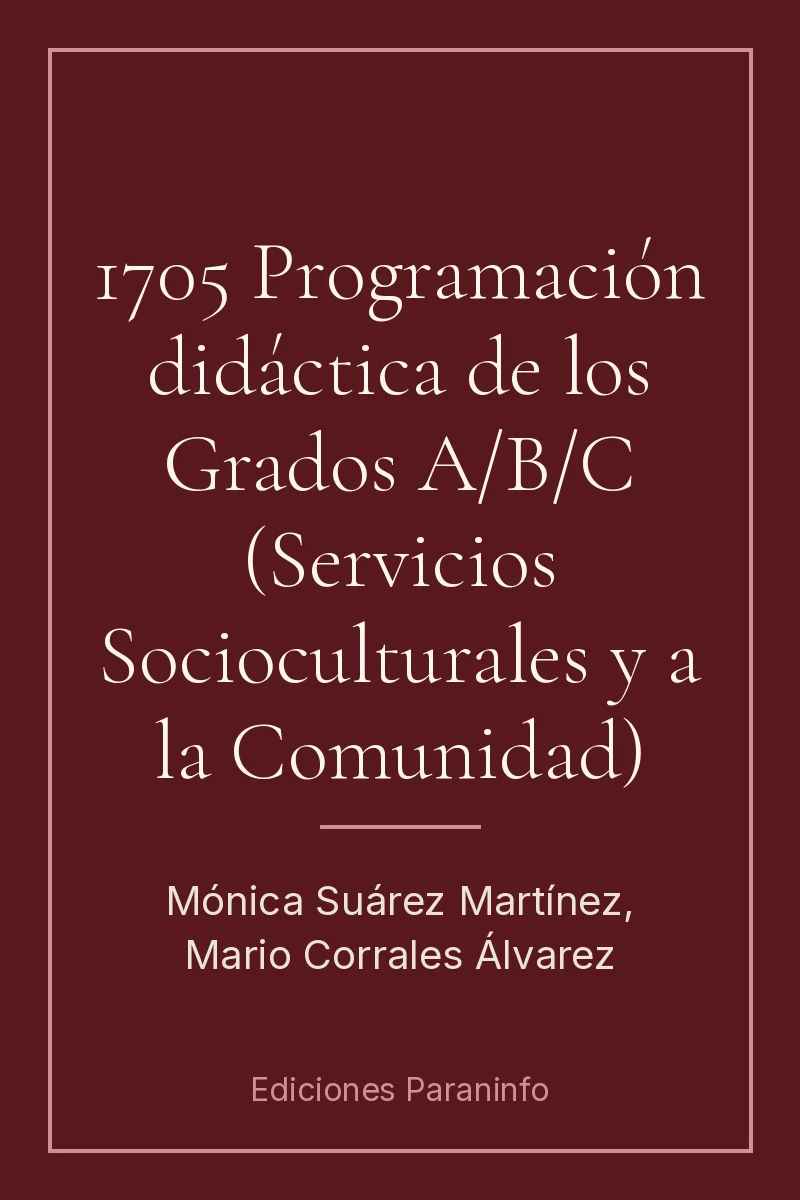 1705 Programación
didáctica de los
Grados A/B/C
(Servicios
Socioculturales y a
la Comunidad)
Mónica Suárez Martínez,
Mario Corrales Álvarez
Ediciones Paraninfo